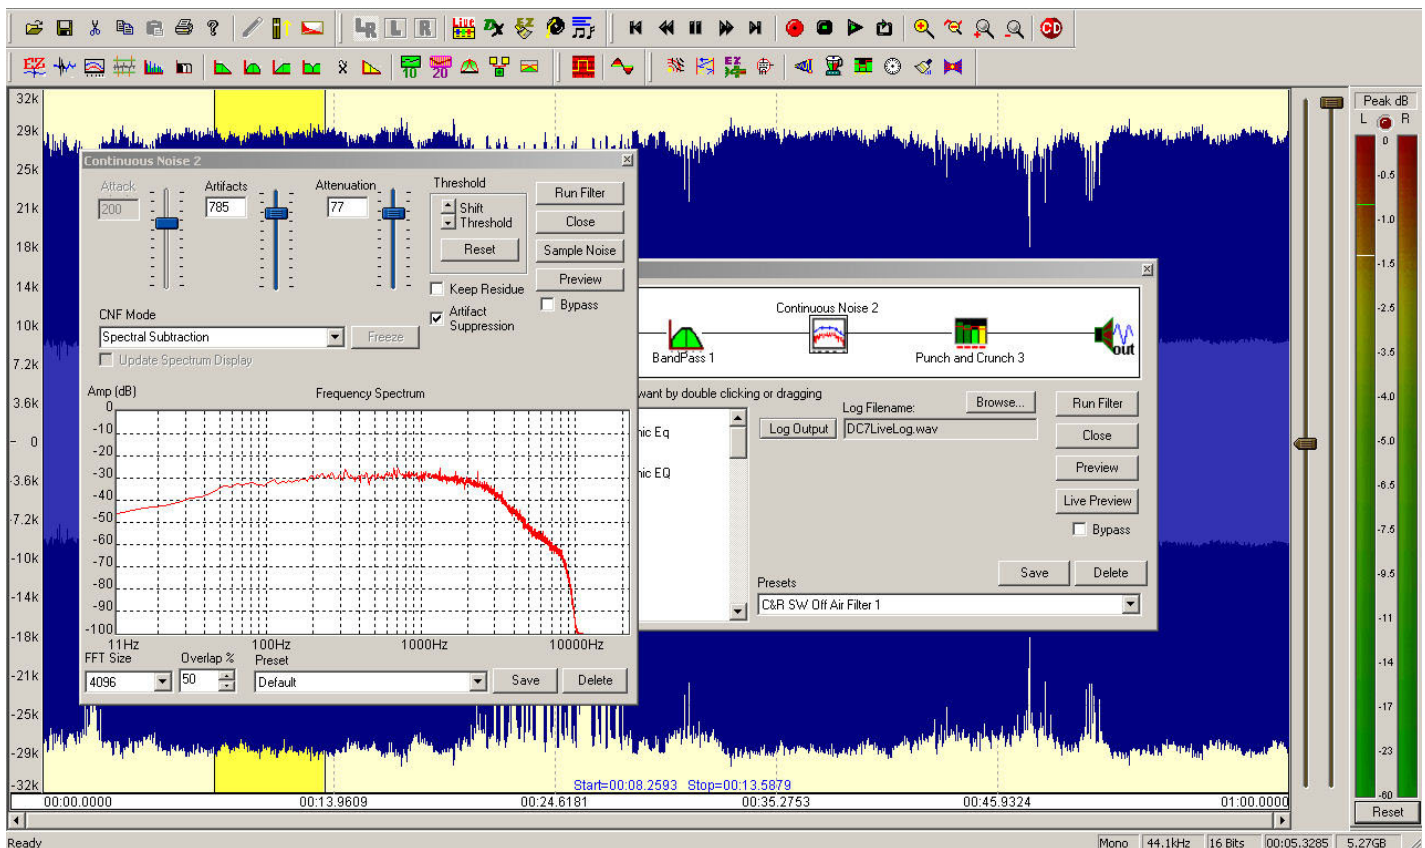 LR L R Live DX EZ CD
EZ 10 20 EZ
32k
29k
25k
21k
18k
14k
10k
7.2k
3.6k
0
-3.6k
-7.2k
-10k
-14k
-18k
-21k
-25k
-29k
-32k
Continuous Noise 2
Attack
200
Artifacts
785
Attenuation
77
Threshold
Shift
Threshold
Reset
Run Filter
Close
Sample Noise
Preview
Bypass
Keep Residue
Artifact
Suppression
CNF Mode
Spectral Subtraction
Freeze
Update Spectrum Display
Amp (dB)
Frequency Spectrum
0
-10
-20
-30
-40
-50
-60
-70
-80
-90
-100
11Hz 100Hz 1000Hz 10000Hz
FFT Size Overlap % Preset
4096 50 Default Save Delete
Continuous Noise 2
BandPass 1
Punch and Crunch 3
out
want by double clicking or dragging
nic Eq
nic EQ
Log Output
Log Filename:
DC7LiveLog.wav
Browse...
Run Filter
Close
Preview
Live Preview
Bypass
Save Delete
Presets
C&R SW Off Air Filter 1
Start=00:08.2593 Stop=00:13.5879
00:00.0000 00:13.9609 00:24.6181 00:35.2753 00:45.9324 01:00.0000
Peak dB
L R
0
-0.5
-1.0
-1.5
-2.5
-3.5
-4.0
-5.0
-6.5
-7.5
-9.5
-11
-14
-17
-23
-60
Reset
Ready
Mono 44.1kHz 16 Bits 00:05.3285 5.27GB